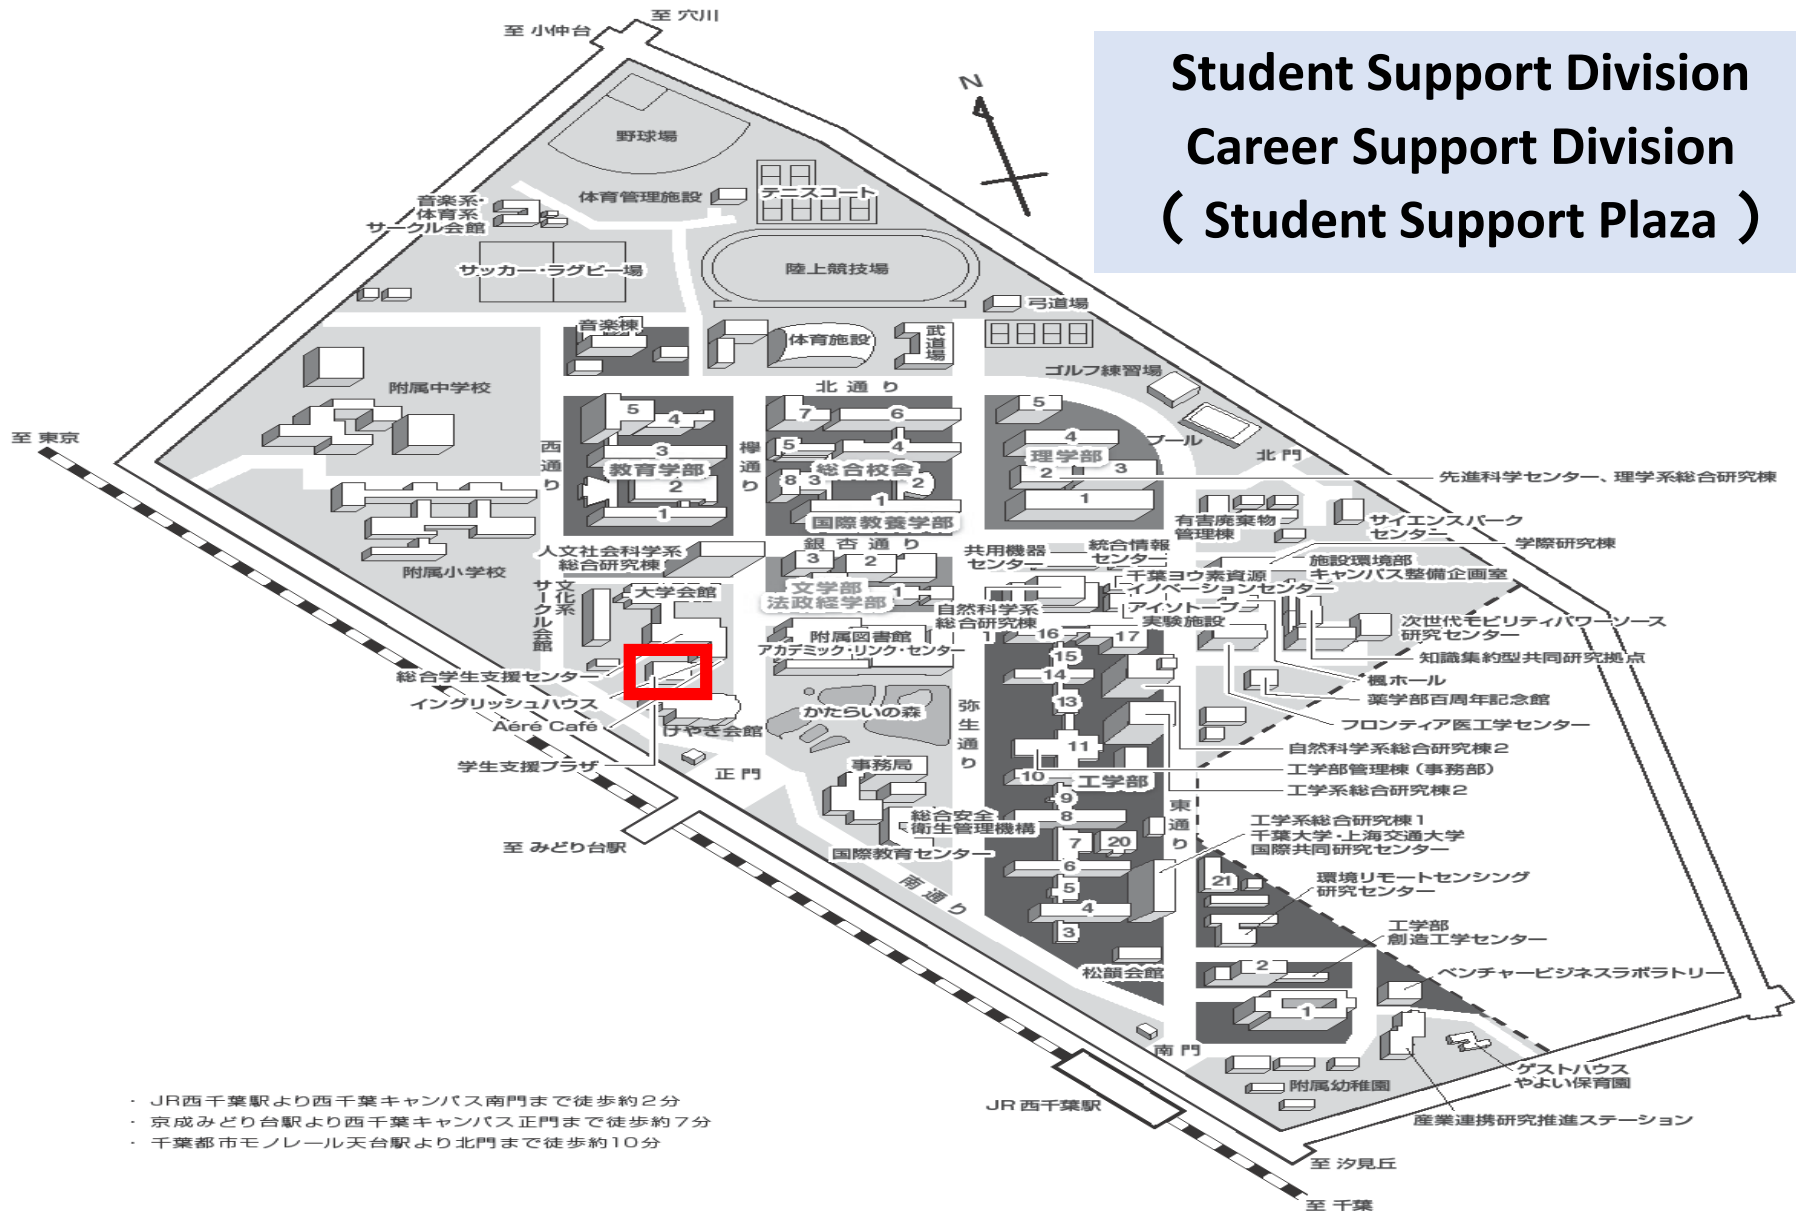 至 穴川
至 小仲台
Student Support Division
Career Support Division
( Student Support Plaza )
N
野球場
体育管理施設
テニスコート
音楽系・
体育系
サークル会館
サッカー・ラグビー場
陸上競技場
弓道場
音楽棟
体育施設
武道場
ゴルフ練習場
附属中学校
北通り
至 東京
西通り
欅通り
5
4
3
教育学部
2
1
7
6
5
4
総合校舎
8
3
2
1
国際教養学部
5
4
理学部
2
3
1
プール
北門
先進科学センター、理学系総合研究棟
有害廃棄物
管理棟
サイエンスパーク
センター
学際研究棟
銀杏通り
人文社会科学系
総合研究棟
附属小学校
共用機器
センター
統合情報
センター
施設環境部
キャンパス整備企画室
3
2
文学部
法政経学部
1
千葉ヨウ素資源
イノベーションセンター
アイソトープ
実験施設
自然科学系
総合研究棟
1
文化系
サークル会館
大学会館
附属図書館
アカデミック・リンク・センター
次世代モビリティパワーソース
研究センター
知識集約型共同研究拠点
楓ホール
薬学部百周年記念館
フロンティア医工学センター
総合学生支援センター
イングリッシュハウス
Aéré Café
けやき会館
学生支援プラザ
正門
かたらいの森
弥生通り
16
17
15
14
13
11
10
工学部
9
8
7
20
6
5
4
3
自然科学系総合研究棟2
工学部管理棟（事務部）
工学系総合研究棟2
東通り
事務局
総合安全
衛生管理機構
国際教育センター
至 みどり台駅
南通り
工学系総合研究棟1
千葉大学・上海交通大学
国際共同研究センター
21
環境リモートセンシング
研究センター
工学部
創造工学センター
松韻会館
2
ベンチャービジネスラボラトリー
1
南門
附属幼稚園
ゲストハウス
やよい保育園
産業連携研究推進ステーション
JR 西千葉駅
至 汐見丘
至 千葉
・ JR西千葉駅より西千葉キャンパス南門まで徒歩約2分
・ 京成みどり台駅より西千葉キャンパス正門まで徒歩約7分
・ 千葉都市モノレール天台駅より北門まで徒歩約10分